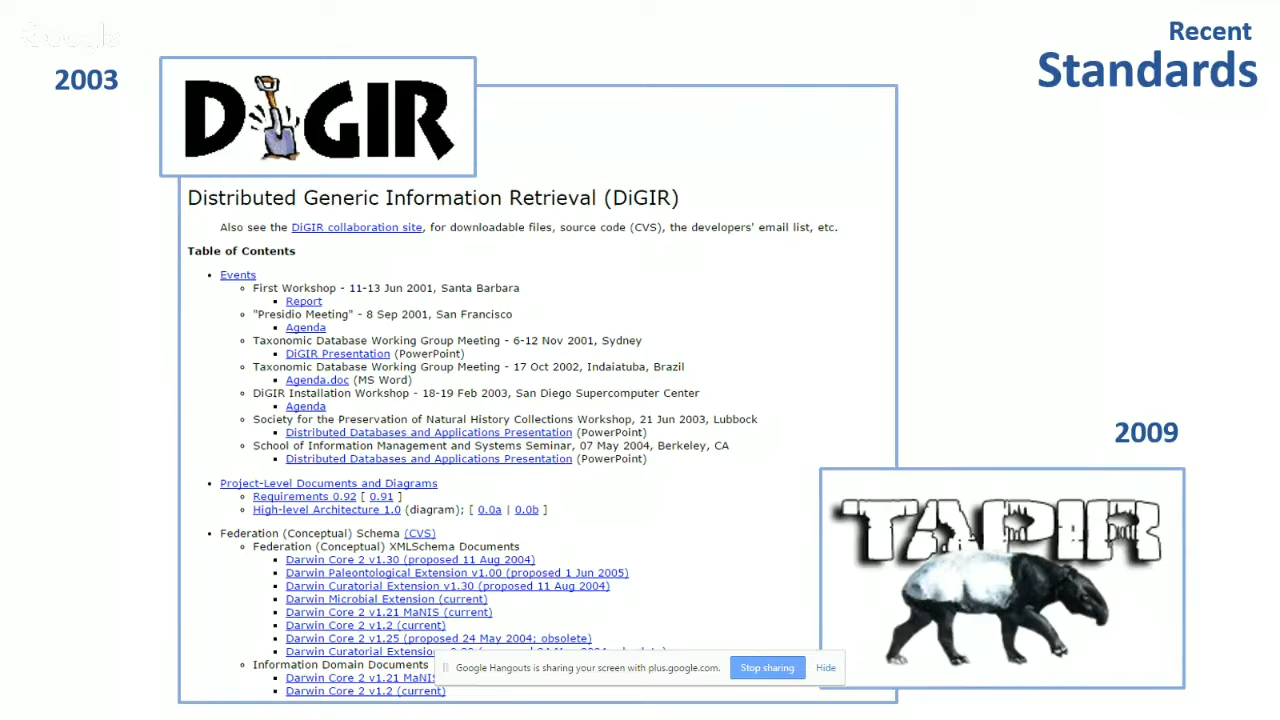 Google
Recent
Standards
2003
DiGIR
Distributed Generic Information Retrieval (DiGIR)
Also see the DiGIR collaboration site, for downloadable files, source code (CVS), the developers' email list, etc.
Table of Contents
Events
First Workshop - 11-13 Jun 2001, Santa Barbara
Report
"Presidio Meeting" - 8 Sep 2001, San Francisco
Agenda
Taxonomic Database Working Group Meeting - 6-12 Nov 2001, Sydney
DiGIR Presentation (PowerPoint)
Taxonomic Database Working Group Meeting - 17 Oct 2002, Indaiatuba, Brazil
Agenda.doc (MS Word)
DiGIR Installation Workshop - 18-19 Feb 2003, San Diego Supercomputer Center
Agenda
Society for the Preservation of Natural History Collections Workshop, 21 Jun 2003, Lubbock
Distributed Databases and Applications Presentation (PowerPoint)
School of Information Management and Systems Seminar, 07 May 2004, Berkeley, CA
Distributed Databases and Applications Presentation (PowerPoint)
Project-Level Documents and Diagrams
Requirements 0.92 [ 0.91 ]
High-level Architecture 1.0 (diagram); [ 0.0a | 0.0b ]
Federation (Conceptual) Schema (CVS)
Federation (Conceptual) XMLSchema Documents
Darwin Core 2 v1.30 (proposed 11 Aug 2004)
Darwin Paleontological Extension v1.00 (proposed 1 Jun 2005)
Darwin Curatorial Extension v1.30 (proposed 11 Aug 2004)
Darwin Microbial Extension (current)
Darwin Core 2 v1.21 MaNIS (current)
Darwin Core 2 v1.2 (current)
Darwin Core 2 v1.25 (proposed 24 May 2004; obsolete)
Darwin Curatorial Extension
Information Domain Documents
Darwin Core 2 v1.21 MaNIS
Darwin Core 2 v1.2 (current)
Google Hangouts is sharing your screen with plus.google.com. Stop sharing Hide
2009
TAPIR